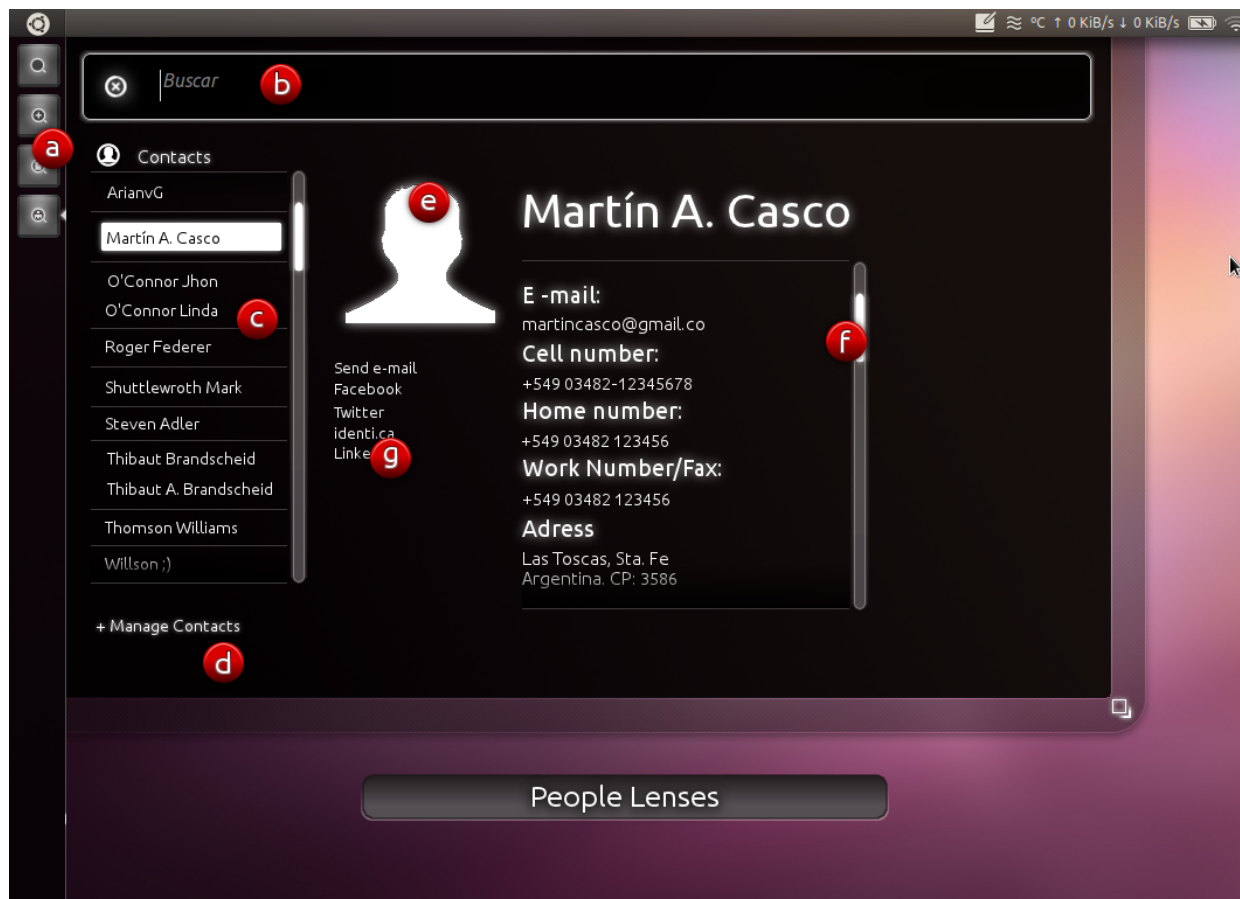 °C ↑ 0 KiB/s ↓ 0 KiB/s
Buscar
b
a
Contacts
ArianvG
Martín A. Casco
O'Connor Jhon
O'Connor Linda
c
Roger Federer
Shuttlewroth Mark
Steven Adler
Thibaut Brandscheid
Thibaut A. Brandscheid
Thomson Williams
Willson ;)
+ Manage Contacts
d
e
Send e-mail
Facebook
Twitter
identi.ca
Linke
g
Martín A. Casco
E -mail:
martincasco@gmail.co
Cell number:
+549 03482-12345678
Home number:
+549 03482 123456
Work Number/Fax:
+549 03482 123456
Adress
Las Toscas, Sta. Fe
Argentina. CP: 3586
f
People Lenses